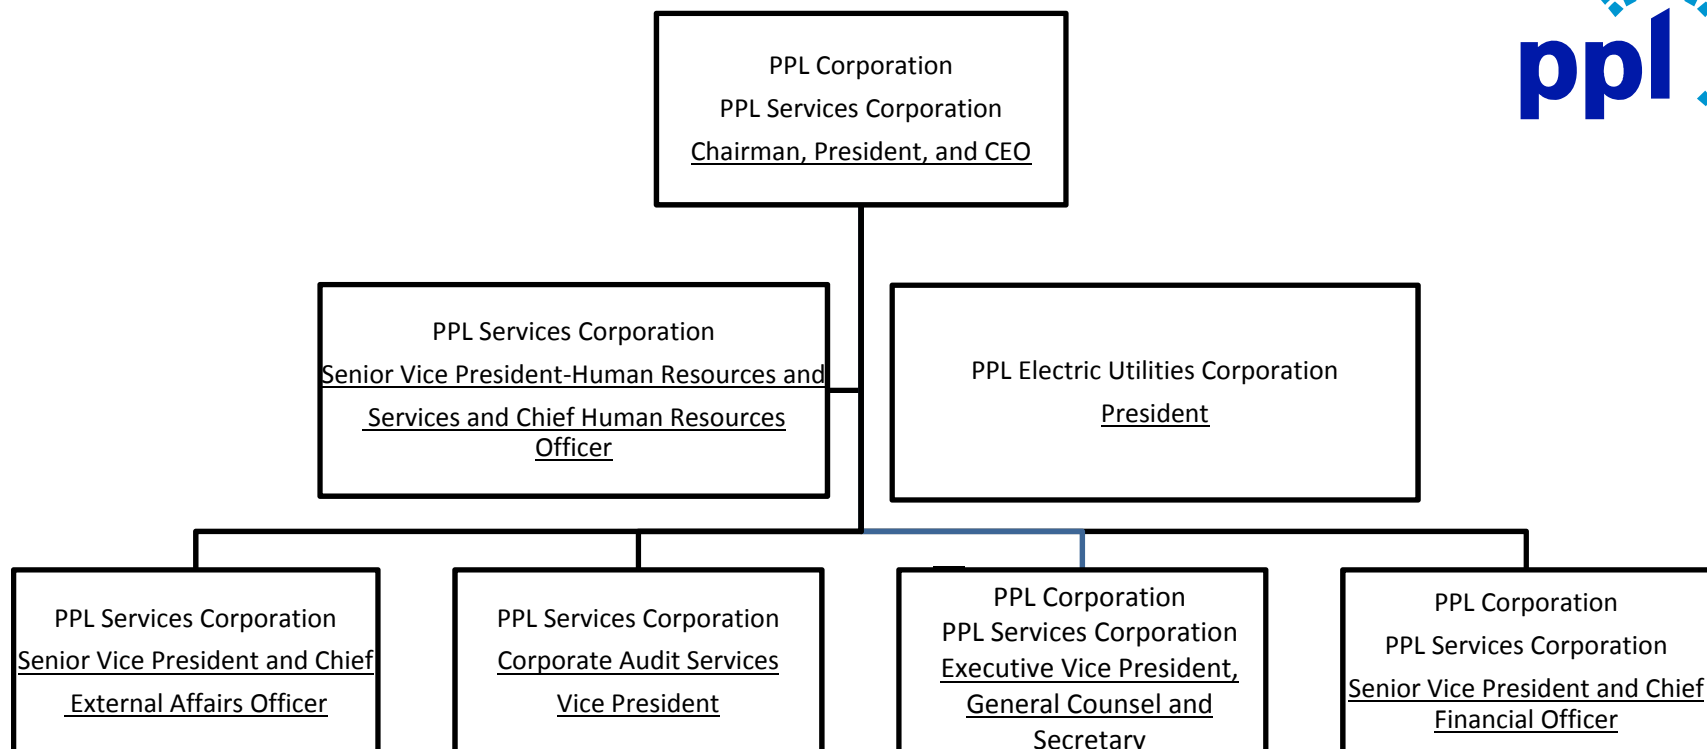 ppl
PPL Corporation
PPL Services Corporation
Chairman, President, and CEO
PPL Services Corporation
Senior Vice President-Human Resources and
Services and Chief Human Resources
Officer
PPL Electric Utilities Corporation
President
PPL Services Corporation
Senior Vice President and Chief
External Affairs Officer
PPL Services Corporation
Corporate Audit Services
Vice President
PPL Corporation
PPL Services Corporation
Executive Vice President,
General Counsel and
Secretary
PPL Corporation
PPL Services Corporation
Senior Vice President and Chief
Financial Officer